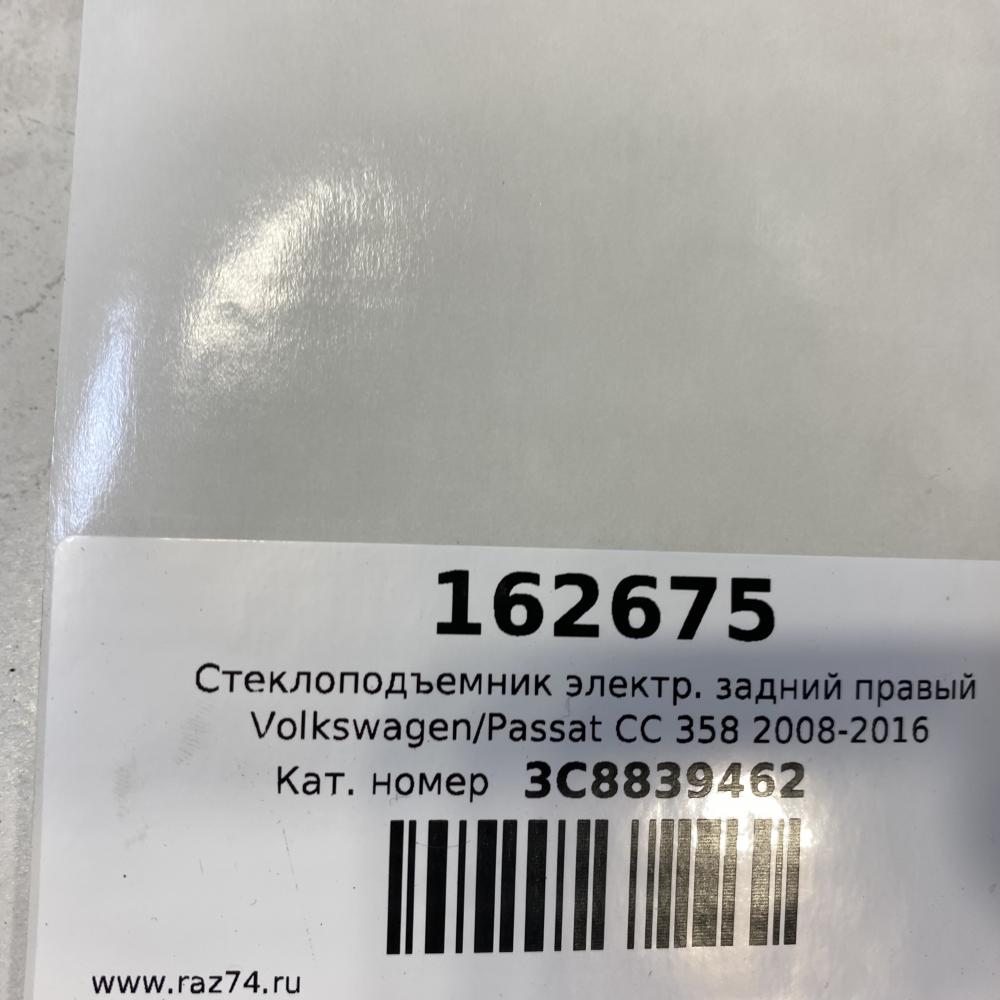 162675
Стеклоподъемник электр. задний правый
Volkswagen/Passat CC 358 2008-2016
Кат. номер 3C8839462
www.raz74.ru